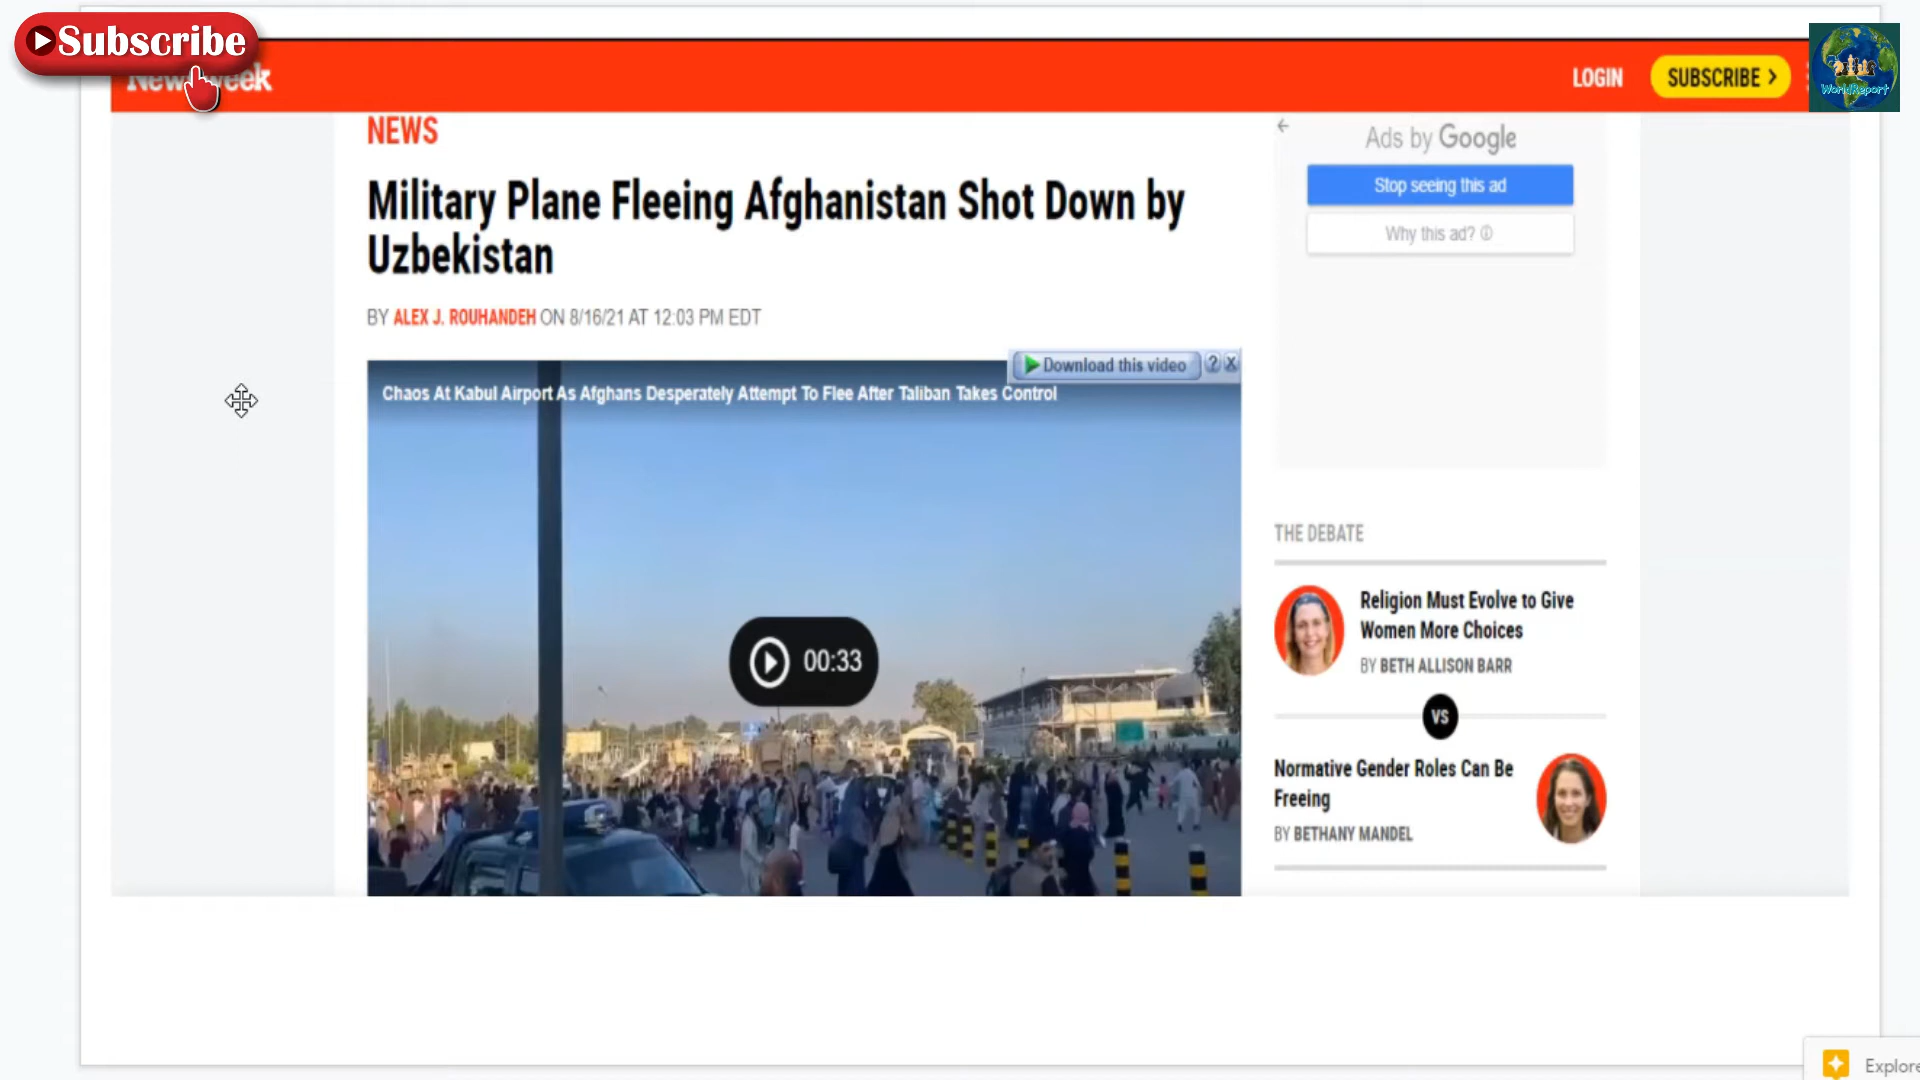 Subscribe
LOGIN
SUBSCRIBE >
WorldReport
NEWS
Military Plane Fleeing Afghanistan Shot Down by
Uzbekistan
BY ALEX J. ROUHANDEH ON 8/16/21 AT 12:03 PM EDT
Download this video ? X
Chaos At Kabul Airport As Afghans Desperately Attempt To Flee After Taliban Takes Control
00:33
Ads by Google
Stop seeing this ad
Why this ad?
THE DEBATE
Religion Must Evolve to Give
Women More Choices
BY BETH ALLISON BARR
VS
Normative Gender Roles Can Be
Freeing
BY BETHANY MANDEL
Explore